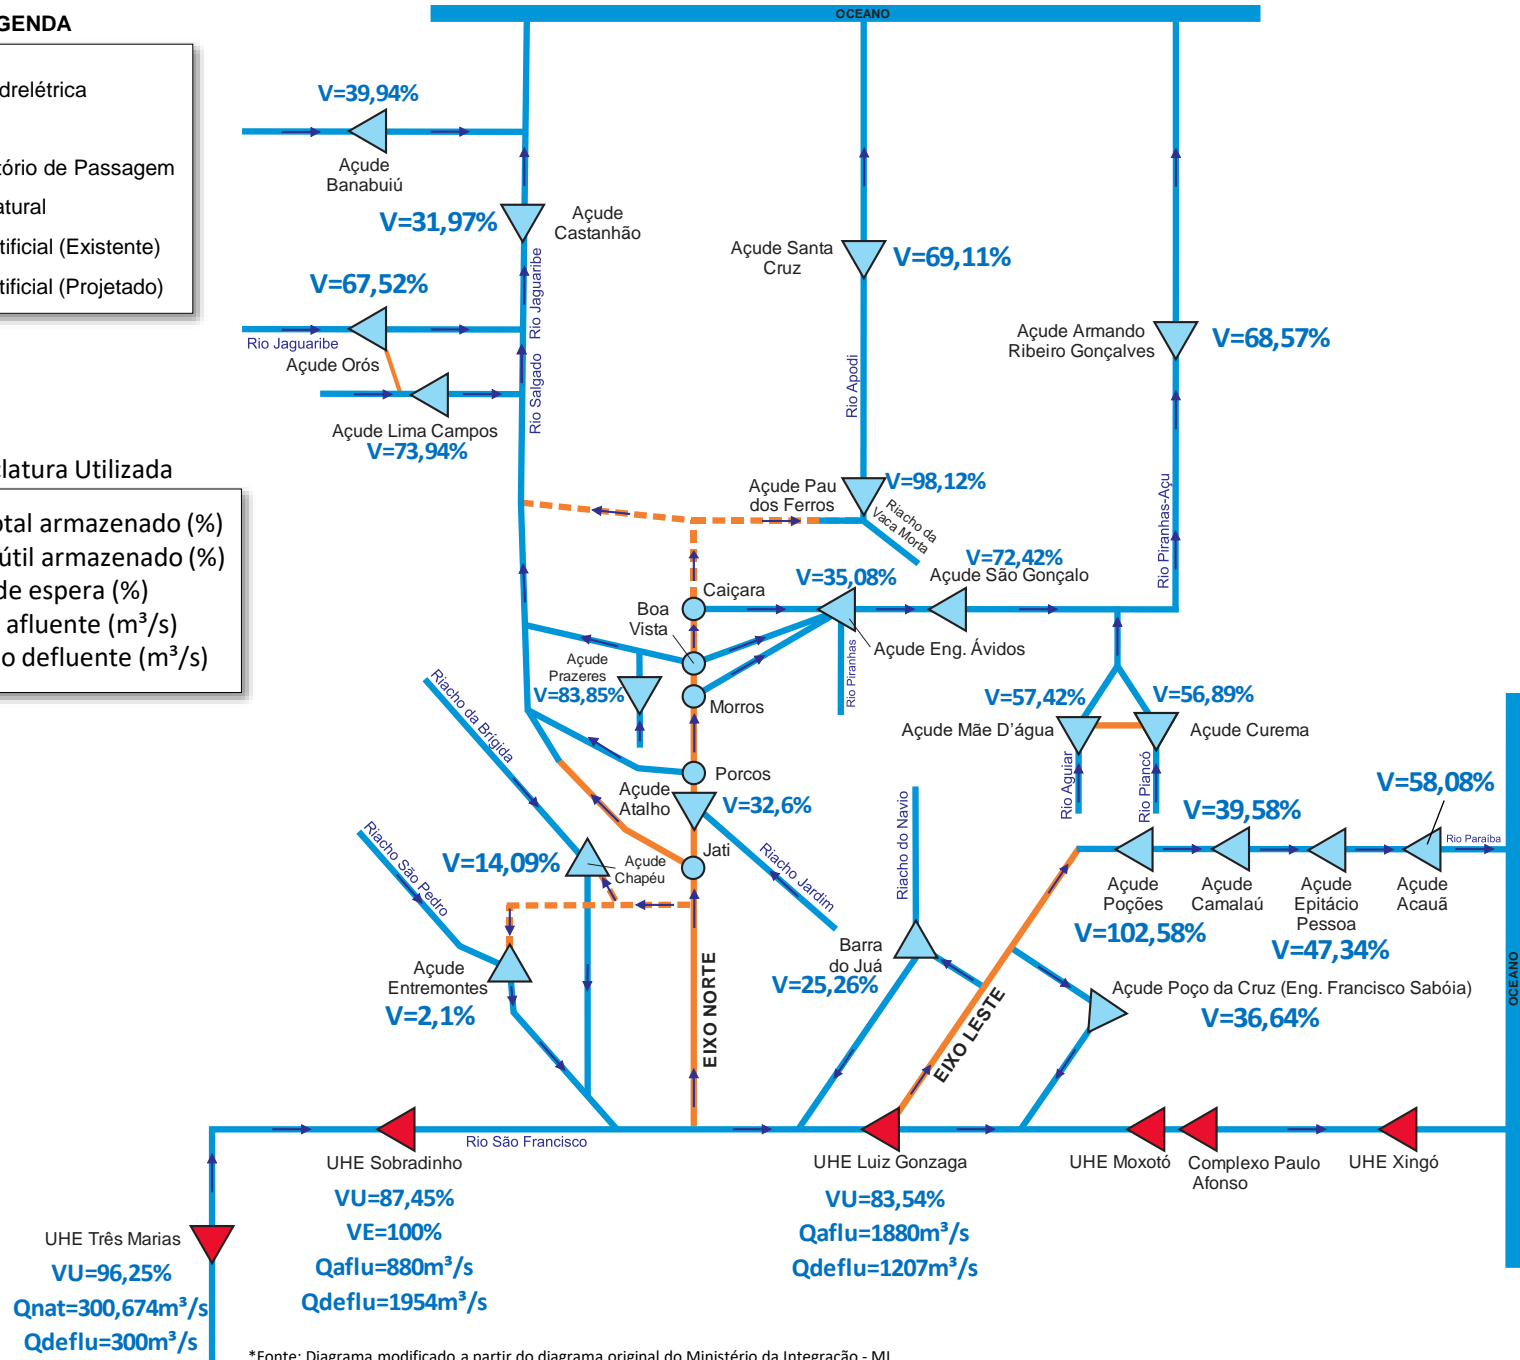 OCEANO
GENDA
drelétrica
tório de Passagem
atural
tificial (Existente)
tificial (Projetado)
V=39,94%
Açude
Banabuiú
V=31,97%
Açude
Castanhão
Rio Jaguaribe
V=67,52%
Rio Jaguaribe
Açude Orós
Rio Salgado
Açude Lima Campos
V=73,94%
Açude Santa
Cruz
V=69,11%
Rio Apodi
Açude Armando
Ribeiro Gonçalves
V=68,57%
Rio Piranhas-Açu
clatura Utilizada
otal armazenado (%)
útil armazenado (%)
de espera (%)
afluente (m³/s)
o defluente (m³/s)
Açude Pau
dos Ferros
V=98,12%
Riacho da
Vaca Morta
V=72,42%
Açude São Gonçalo
V=35,08%
Caiçara
Boa
Vista
Açude Eng. Ávidos
Rio Piranhas
Açude
Prazeres
V=83,85%
Morros
Riacho da Brígida
V=57,42%
V=56,89%
Açude Mãe D'água
Açude Curema
Rio Aguiar
Rio Piancó
Porcos
Açude
Atalho
V=32,6%
Riacho Jardim
Riacho do Navio
V=58,08%
V=39,58%
Rio Paraíba
Riacho São Pedro
V=14,09%
Açude
Chapéu
Jati
Açude
Poções
Açude
Camalaú
Açude
Epitácio
Pessoa
Açude
Acauã
V=102,58%
V=47,34%
Açude
Entremontes
V=2,1%
EIXO NORTE
Barra
do Juá
V=25,26%
EIXO LESTE
Açude Poço da Cruz (Eng. Francisco Sabóia)
V=36,64%
OCEANO
Rio São Francisco
UHE Sobradinho
VU=87,45%
VE=100%
Qaflu=880m³/s
Qdeflu=1954m³/s
UHE Luiz Gonzaga
VU=83,54%
Qaflu=1880m³/s
Qdeflu=1207m³/s
UHE Moxotó
Complexo Paulo
Afonso
UHE Xingó
UHE Três Marias
VU=96,25%
Qnat=300,674m³/s
Qdeflu=300m³/s
*Fonte: Diagrama modificado a partir do diagrama original do Ministério da Integração - MI